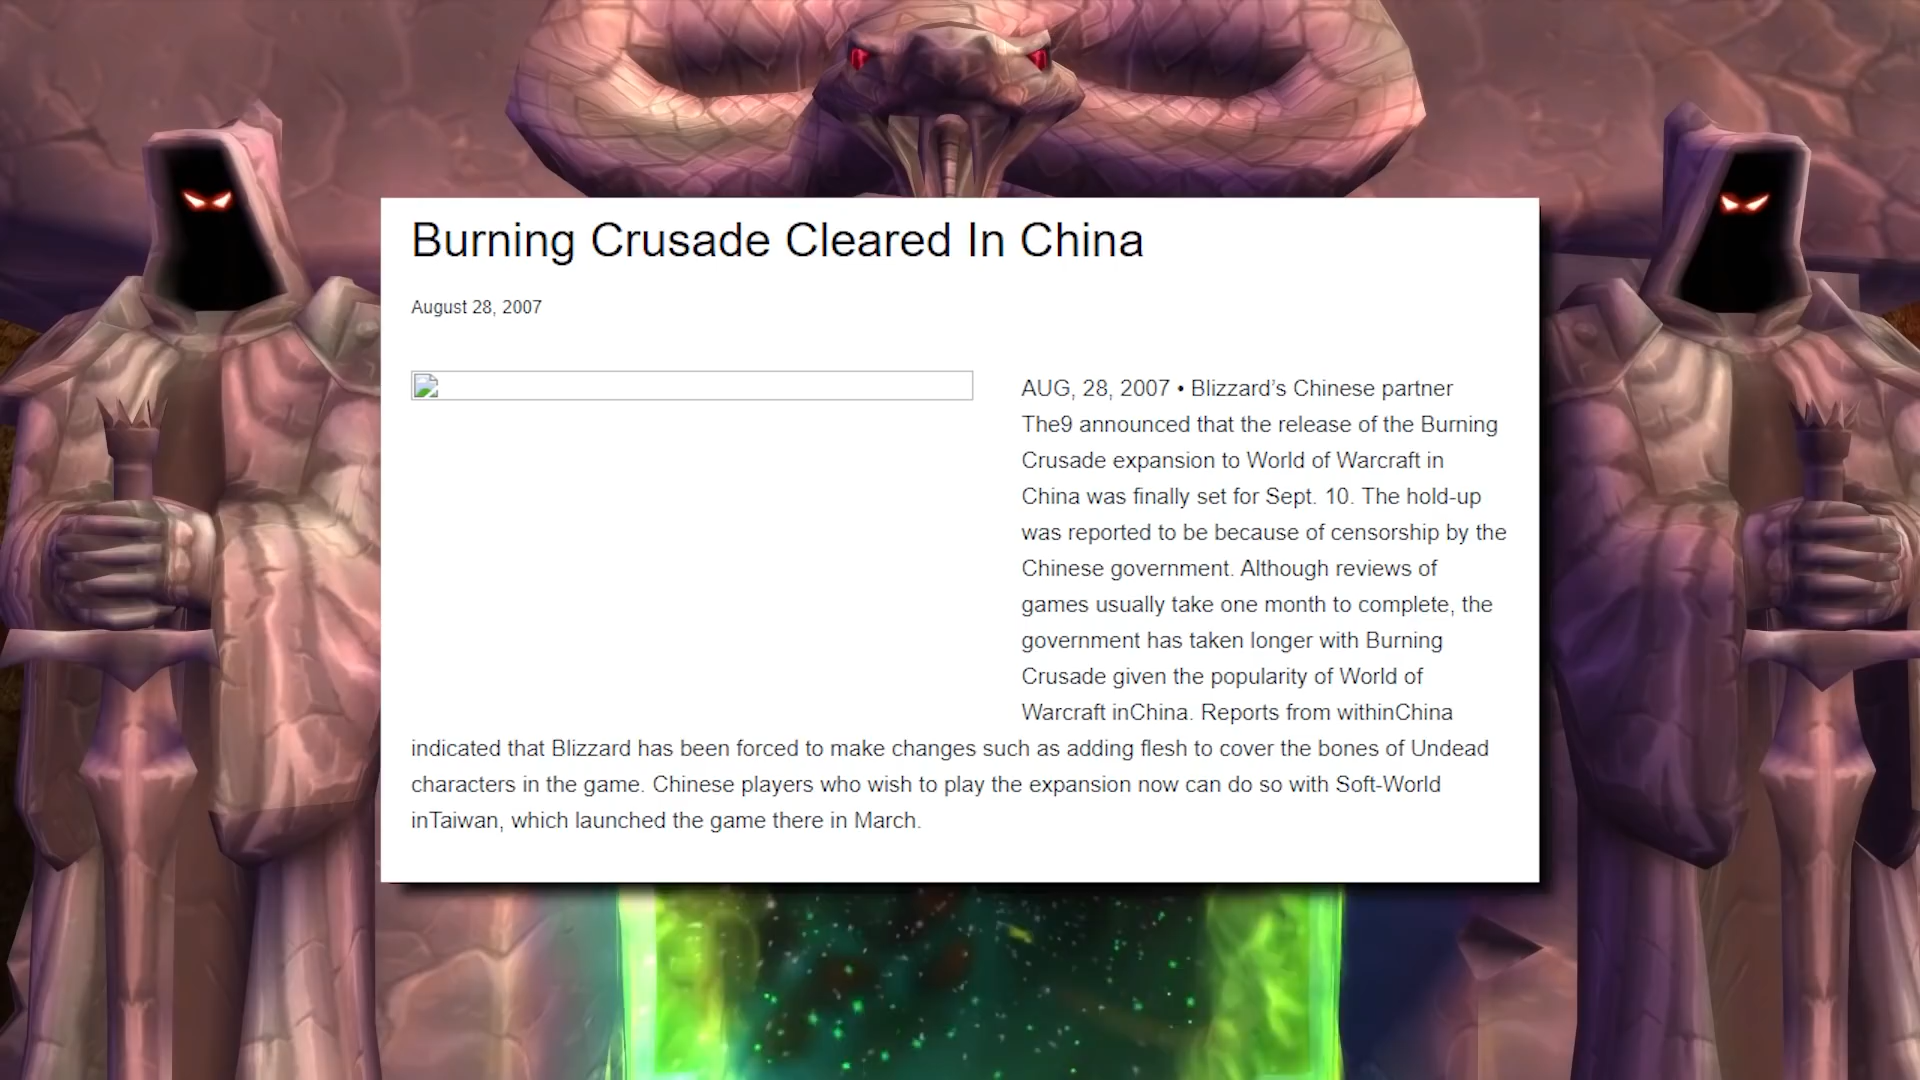 Burning Crusade Cleared In China
August 28, 2007
AUG, 28, 2007 • Blizzard’s Chinese partner
The9 announced that the release of the Burning
Crusade expansion to World of Warcraft in
China was finally set for Sept. 10. The hold-up
was reported to be because of censorship by the
Chinese government. Although reviews of
games usually take one month to complete, the
government has taken longer with Burning
Crusade given the popularity of World of
Warcraft inChina. Reports from withinChina
indicated that Blizzard has been forced to make changes such as adding flesh to cover the bones of Undead
characters in the game. Chinese players who wish to play the expansion now can do so with Soft-World
inTaiwan, which launched the game there in March.